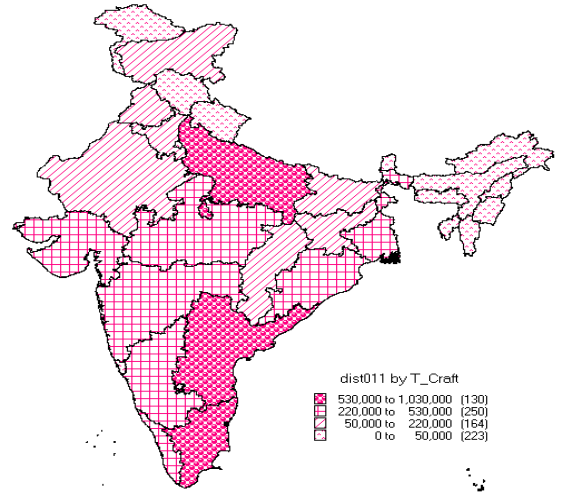 dist011 by T_Craft
530,000 to 1,030,000 (130)
220,000 to 530,000 (250)
50,000 to 220,000 (164)
0 to 50,000 (223)